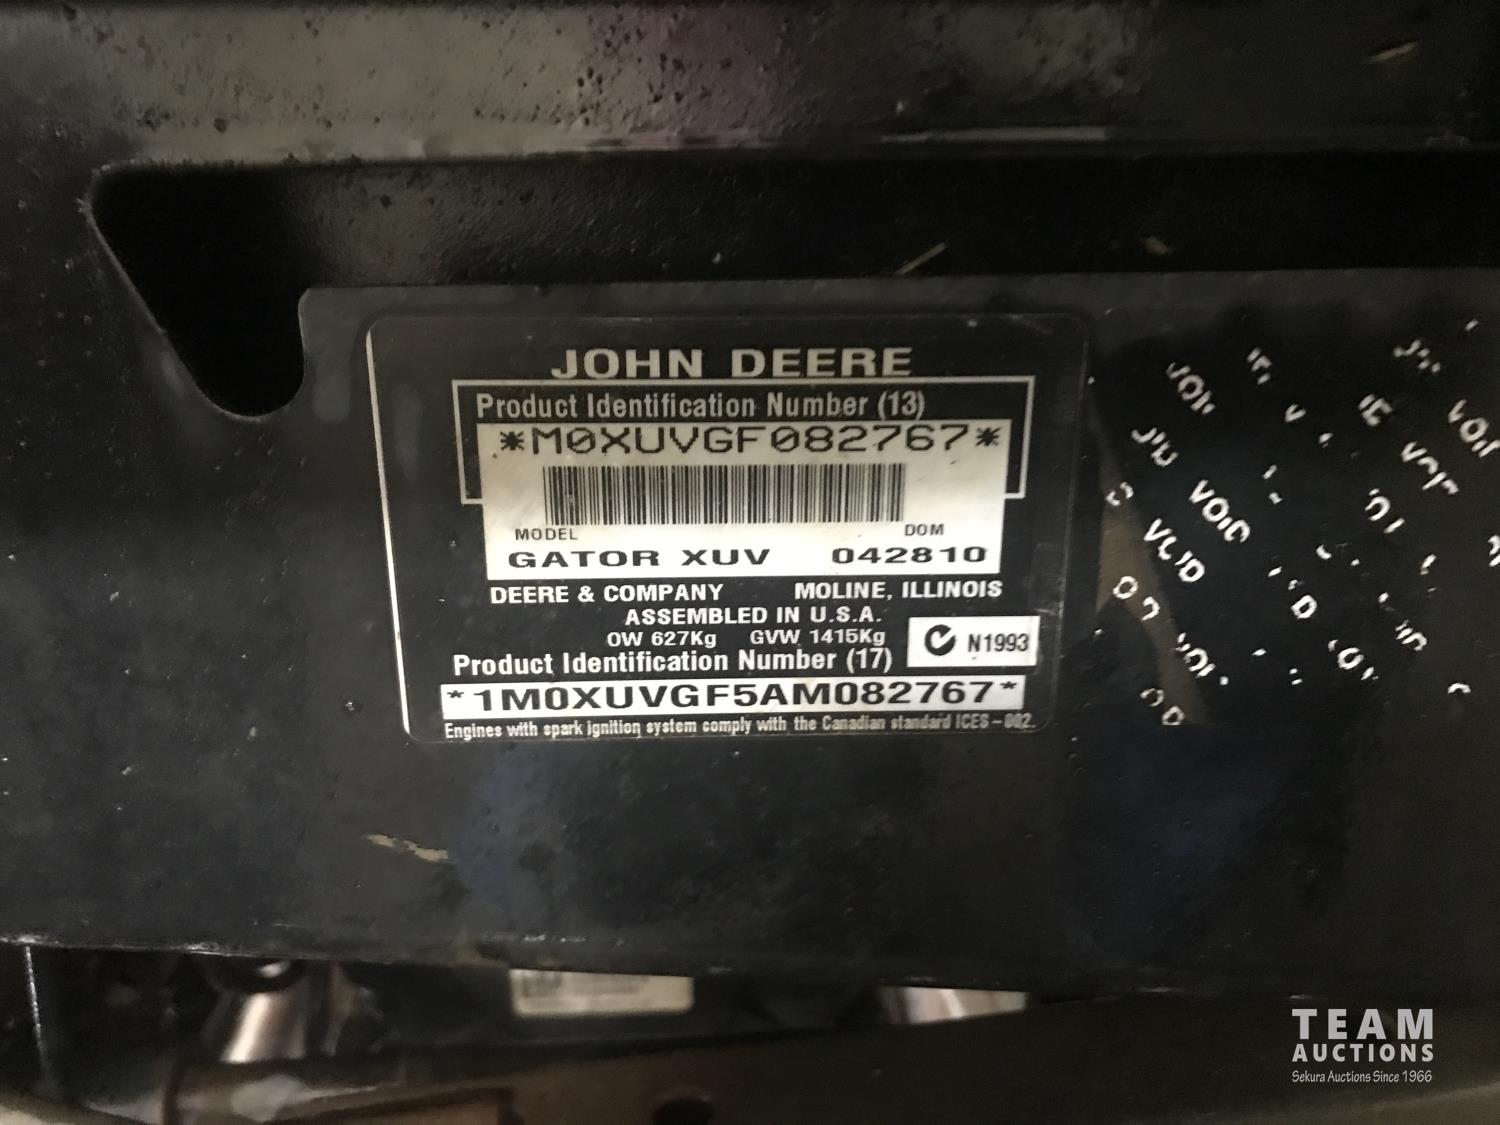 JOHN DEERE
Product Identification Number (13)
*M0XUVGF082767*
MODEL DOM
GATOR XUV 042810
DEERE & COMPANY MOLINE, ILLINOIS
ASSEMBLED IN U.S.A.
OW 627Kg GVW 1415Kg
N1993
Product Identification Number (17)
*1M0XUVGF5AM082767*
Engines with spark ignition system comply with the Canadian standard ICES-002.
VOID
VOID
TEAM
AUCTIONS
Sekura Auctions Since 1966